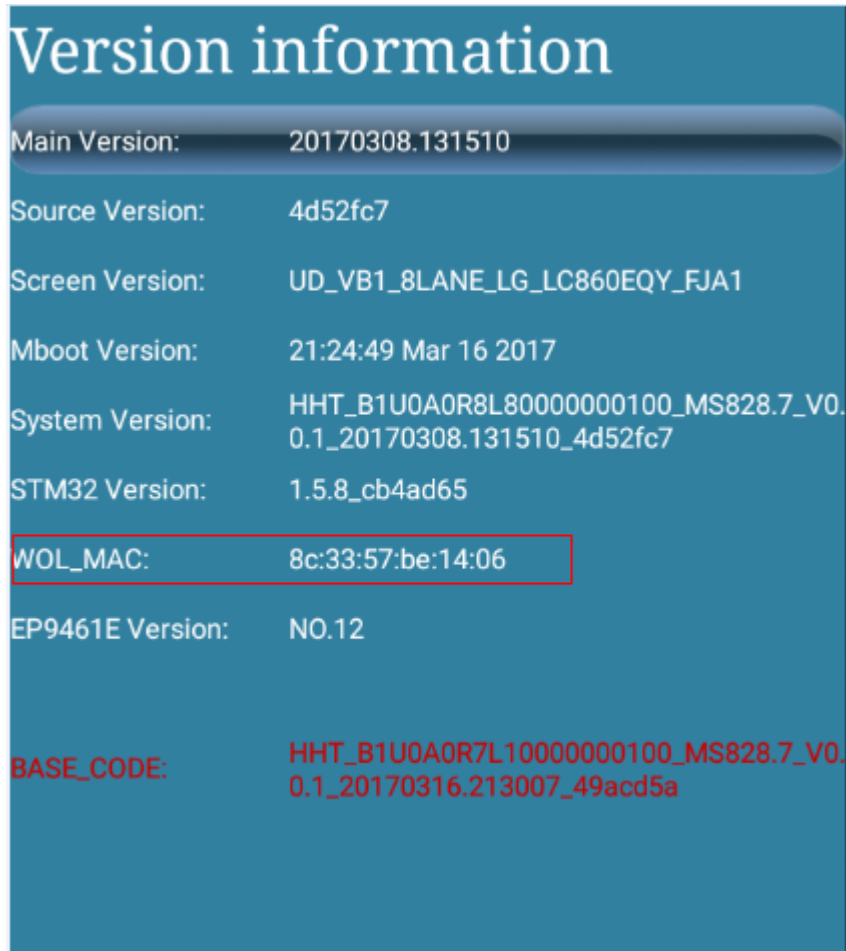 Version information
Main Version: 20170308.131510
Source Version: 4d52fc7
Screen Version: UD_VB1_8LANE_LG_LC860EQY_FJA1
Mboot Version: 21:24:49 Mar 16 2017
System Version: HHT_B1U0A0R8L80000000100_MS828.7_V0.
0.1_20170308.131510_4d52fc7
STM32 Version: 1.5.8_cb4ad65
WOL_MAC: 8c:33:57:be:14:06
EP9461E Version: NO.12
BASE_CODE: HHT_B1U0A0R7L10000000100_MS828.7_V0.
0.1_20170316.213007_49acd5a